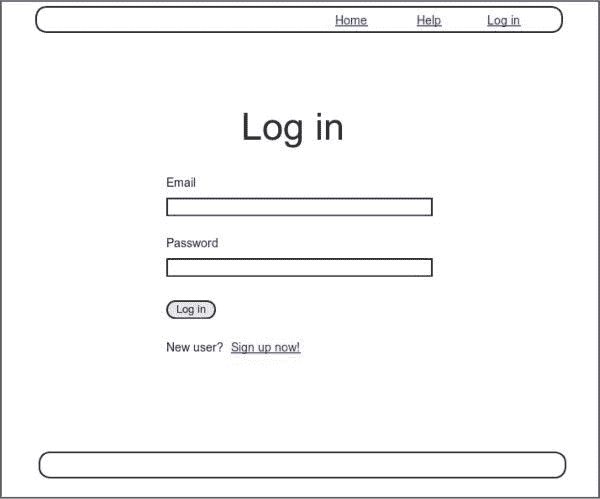 Home Help Log in
Log in
Email
Password
Log in
New user? Sign up now!